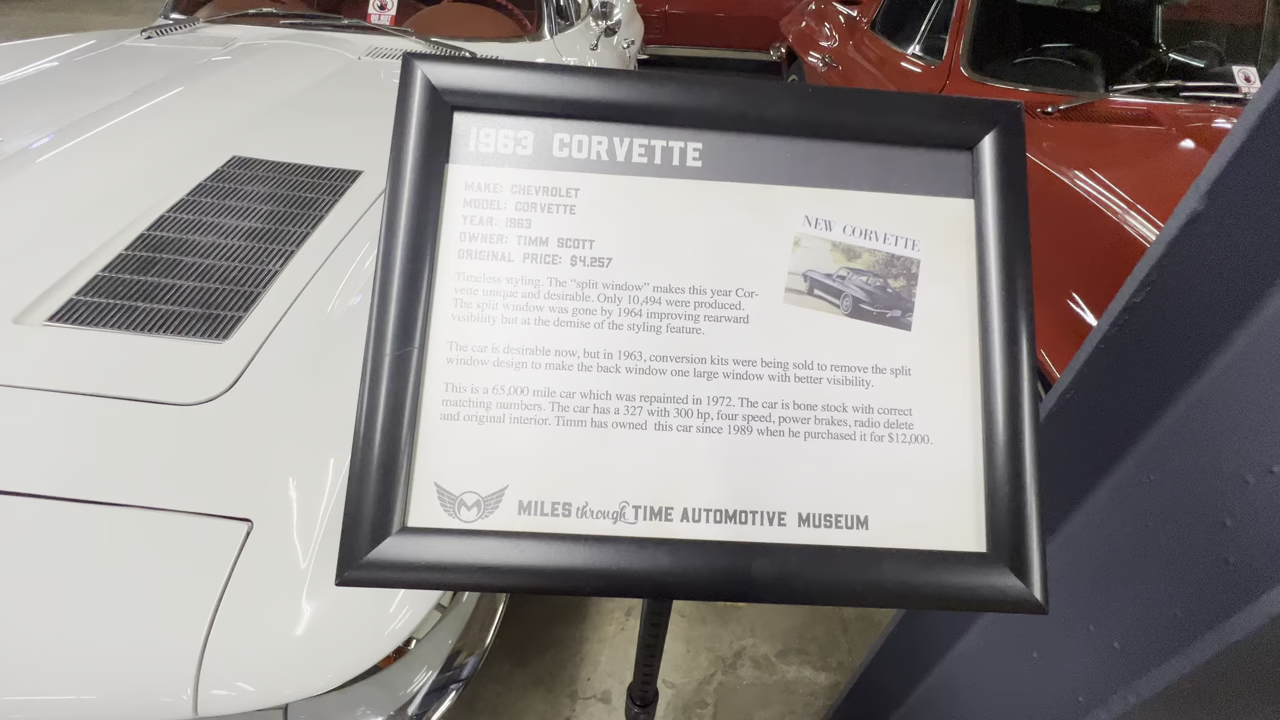 DO NOT
1963 CORVETTE
MAKE: CHEVROLET
MODEL: CORVETTE
YEAR: 1963
OWNER: TIMM SCOTT
ORIGINAL PRICE: $4,257
NEW CORVETTE
Timeless styling. The “split window” makes this year Cor-
vette unique and desirable. Only 10,494 were produced.
The split window was gone by 1964 improving rearward
visibility but at the demise of the styling feature.
The car is desirable now, but in 1963, conversion kits were being sold to remove the split
window design to make the back window one large window with better visibility.
This is a 65,000 mile car which was repainted in 1972. The car is bone stock with correct
matching numbers. The car has a 327 with 300 hp, four speed, power brakes, radio delete
and original interior. Timm has owned this car since 1989 when he purchased it for $12,000.
MILES through TIME AUTOMOTIVE MUSEUM